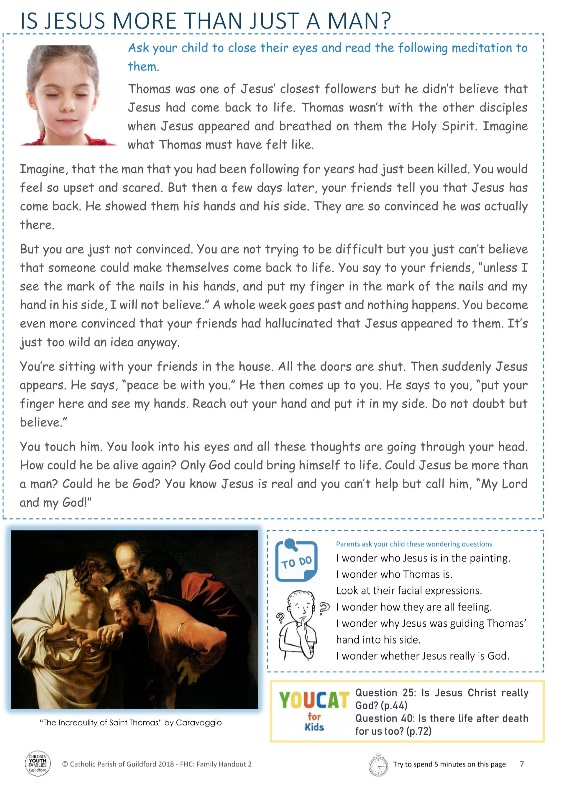 IS JESUS MORE THAN JUST A MAN?
Ask your child to close their eyes and read the following meditation to
them.
Thomas was one of Jesus' closest followers but he didn't believe that
Jesus had come back to life. Thomas wasn't with the other disciples
when Jesus appeared and breathed on them the Holy Spirit. Imagine
what Thomas must have felt like.
Imagine, that the man that you had been following for years had just been killed. You would
feel so upset and scared. But then a few days later, your friends tell you that Jesus has
come back. He showed them his hands and his side. They are so convinced he was actually
there.
But you are just not convinced. You are not trying to be difficult but you just can't believe
that someone could make themselves come back to life. You say to your friends, "unless I
see the mark of the nails in his hands, and put my finger in the mark of the nails and my
hand in his side, I will not believe." A whole week goes past and nothing happens. You become
even more convinced that your friends had hallucinated that Jesus appeared to them. It's
just too wild an idea anyway.
You're sitting with your friends in the house. All the doors are shut. Then suddenly Jesus
appears. He says, "peace be with you." He then comes up to you. He says to you, "put your
finger here and see my hands. Reach out your hand and put it in my side. Do not doubt but
believe."
You touch him. You look into his eyes and all these thoughts are going through your head.
How could he be alive again? Only God could bring himself to life. Could Jesus be more than
a man? Could he be God? You know Jesus is real and you can't help but call him, "My Lord
and my God!"
"The Incredulity of Saint Thomas" by Caravaggio
TO DO
Parents ask your child these wondering questions
I wonder who Jesus is in the painting.
I wonder who Thomas is.
Look at their facial expressions.
I wonder how they are all feeling.
I wonder why Jesus was guiding Thomas'
hand into his side.
I wonder whether Jesus really is God.
YOUCAT
for
Kids
Question 25: Is Jesus Christ really
God? (p.44)
Question 40: Is there life after death
for us too? (p.72)
CHILDREN
YOUTH
FAMILIES
Guildford
© Catholic Parish of Guildford 2018 - FHC: Family Handout 2
Try to spend 5 minutes on this page
7